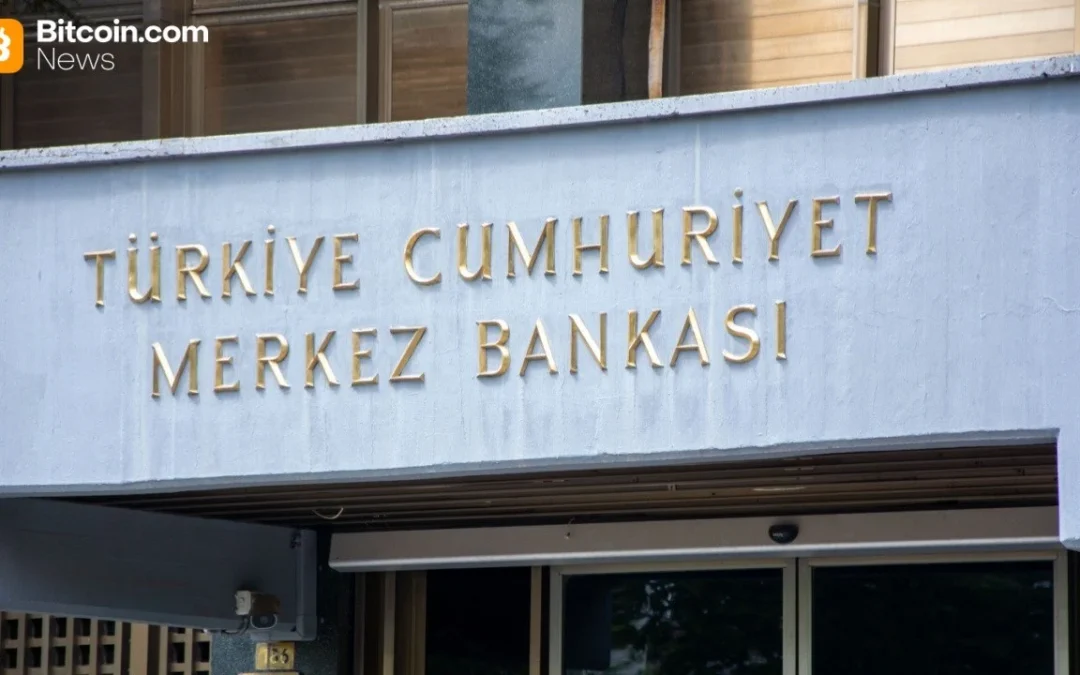 Bitcoin.com
News
TÜRKİYE CUMHURİYET
MERKEZ BANKASI